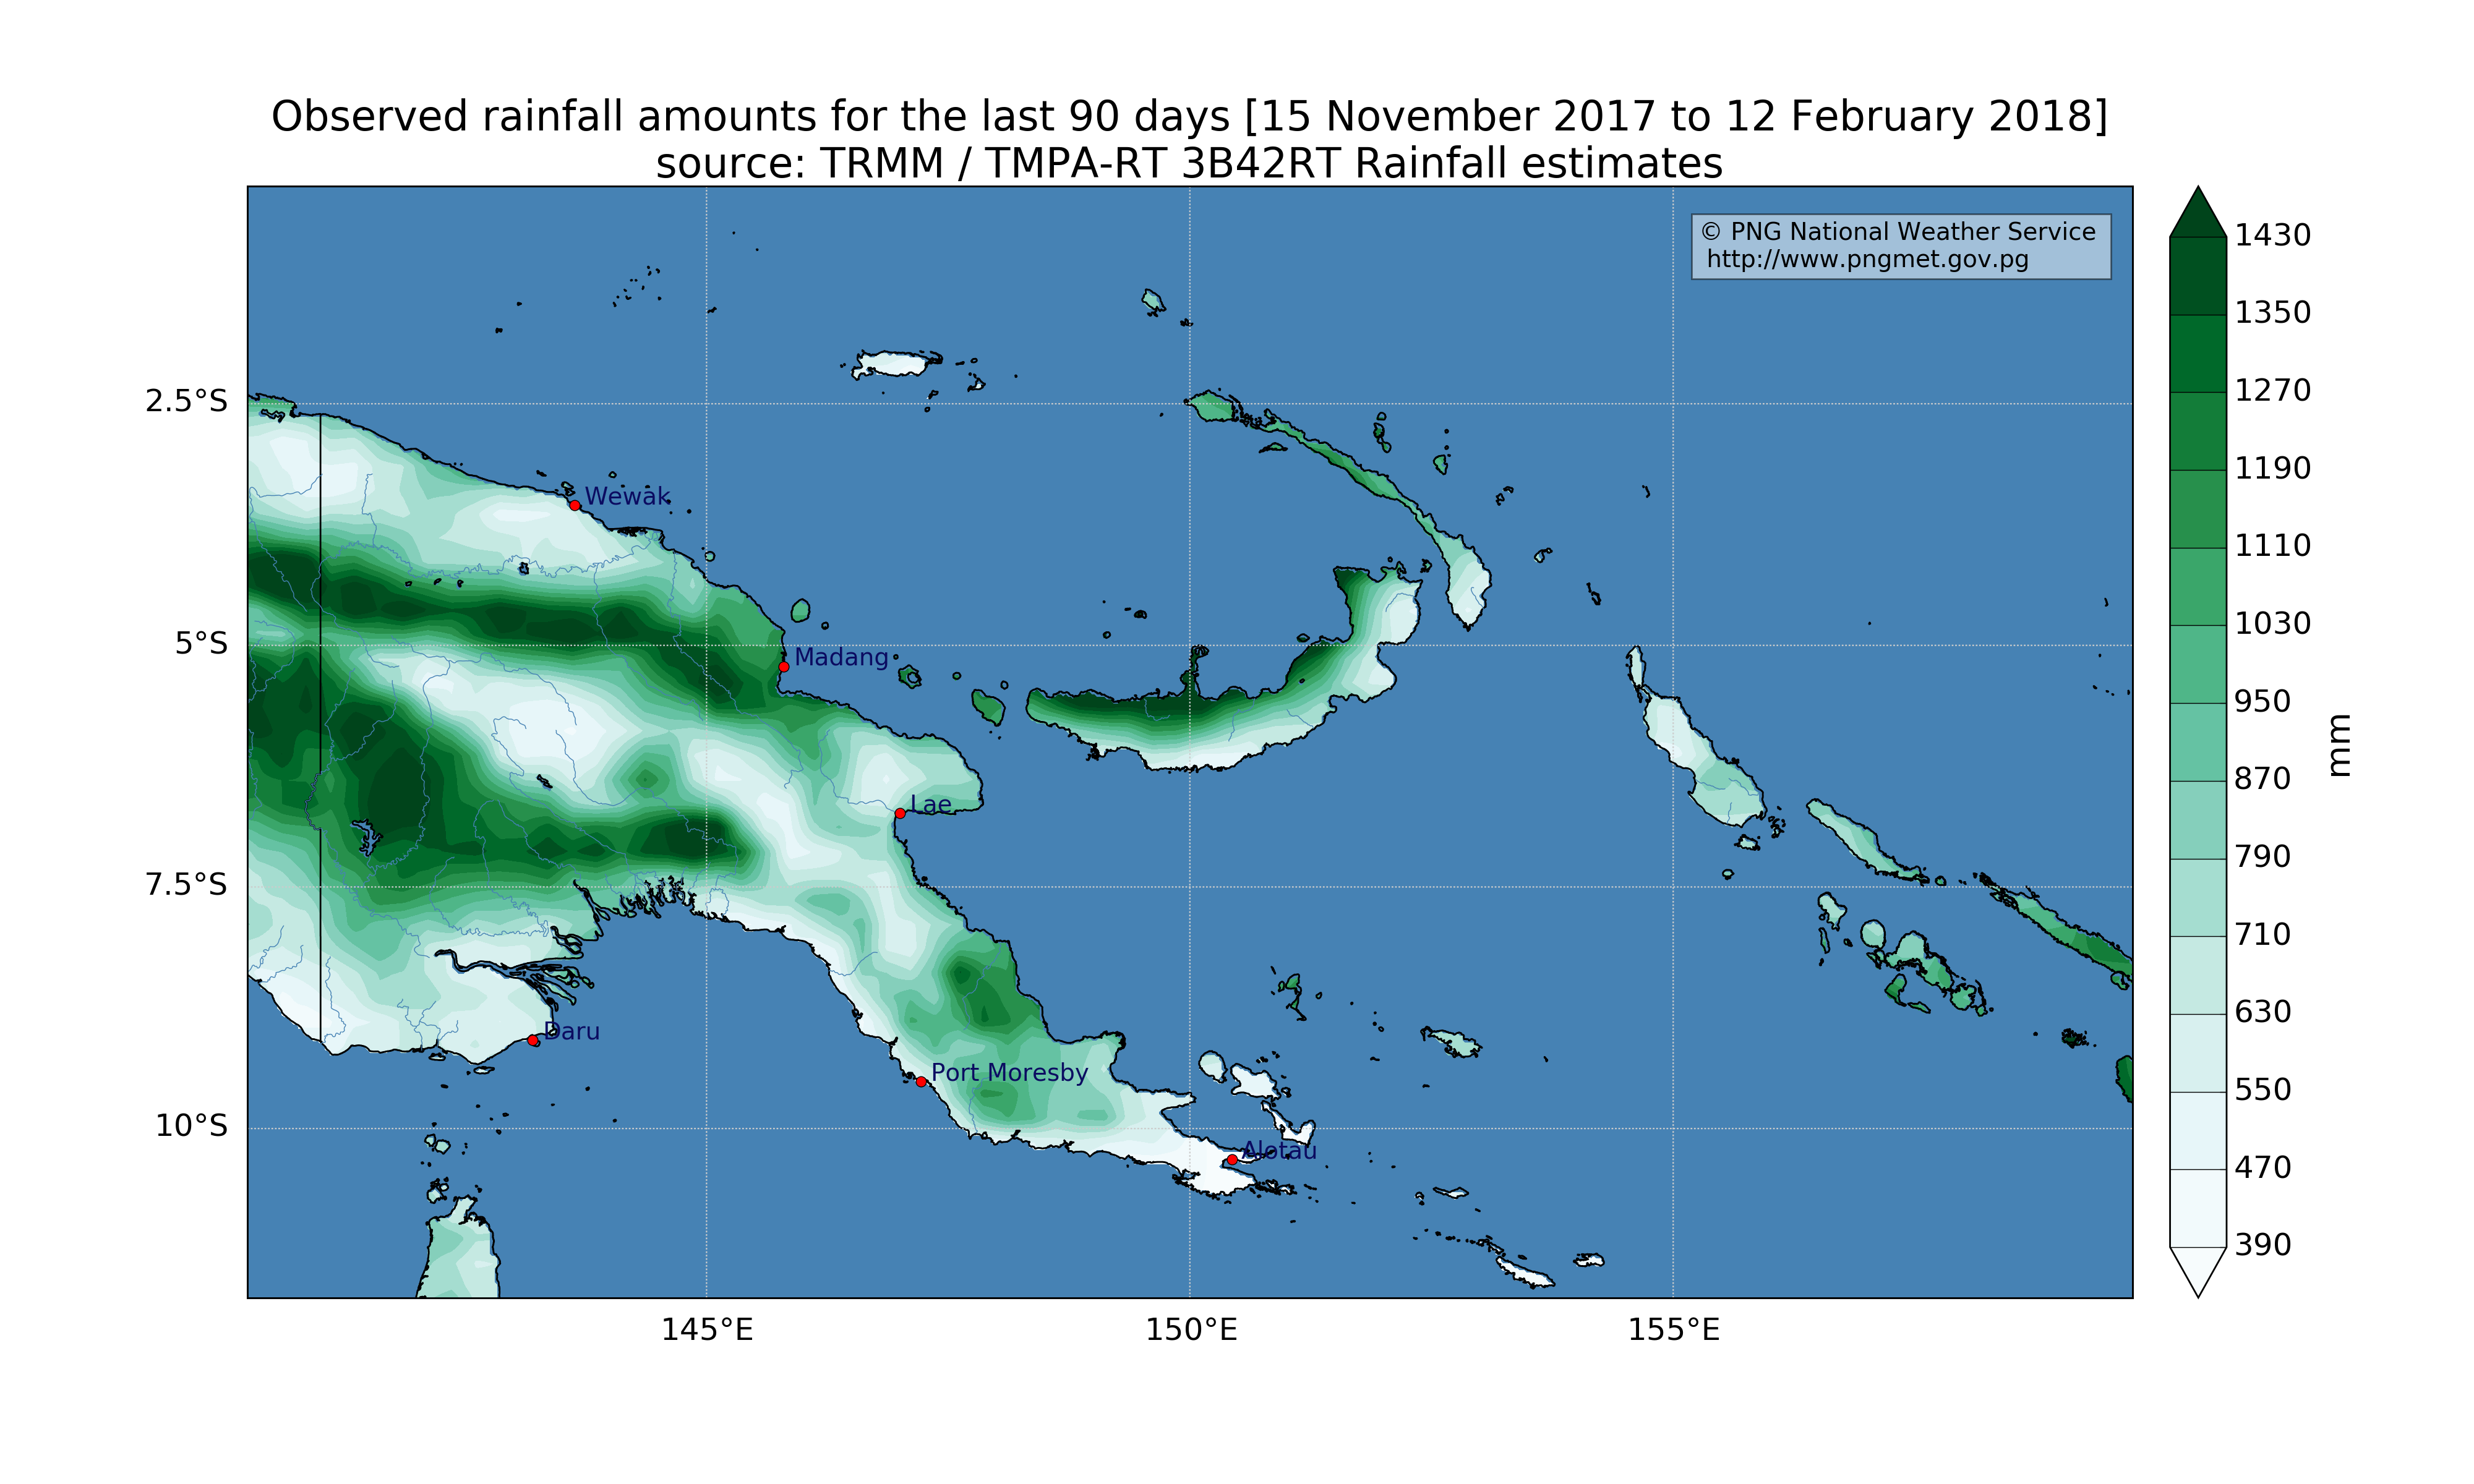 Observed rainfall amounts for the last 90 days [15 November 2017 to 12 February 2018]
source: TRMM / TMPA-RT 3B42RT Rainfall estimates
© PNG National Weather Service
http://www.pngmet.gov.pg
2.5°S
5°S
7.5°S
10°S
Wewak
Madang
Lae
Daru
Port Moresby
Alotau
145°E
150°E
155°E
1430
1350
1270
1190
1110
1030
950
870
790
710
630
550
470
390
mm